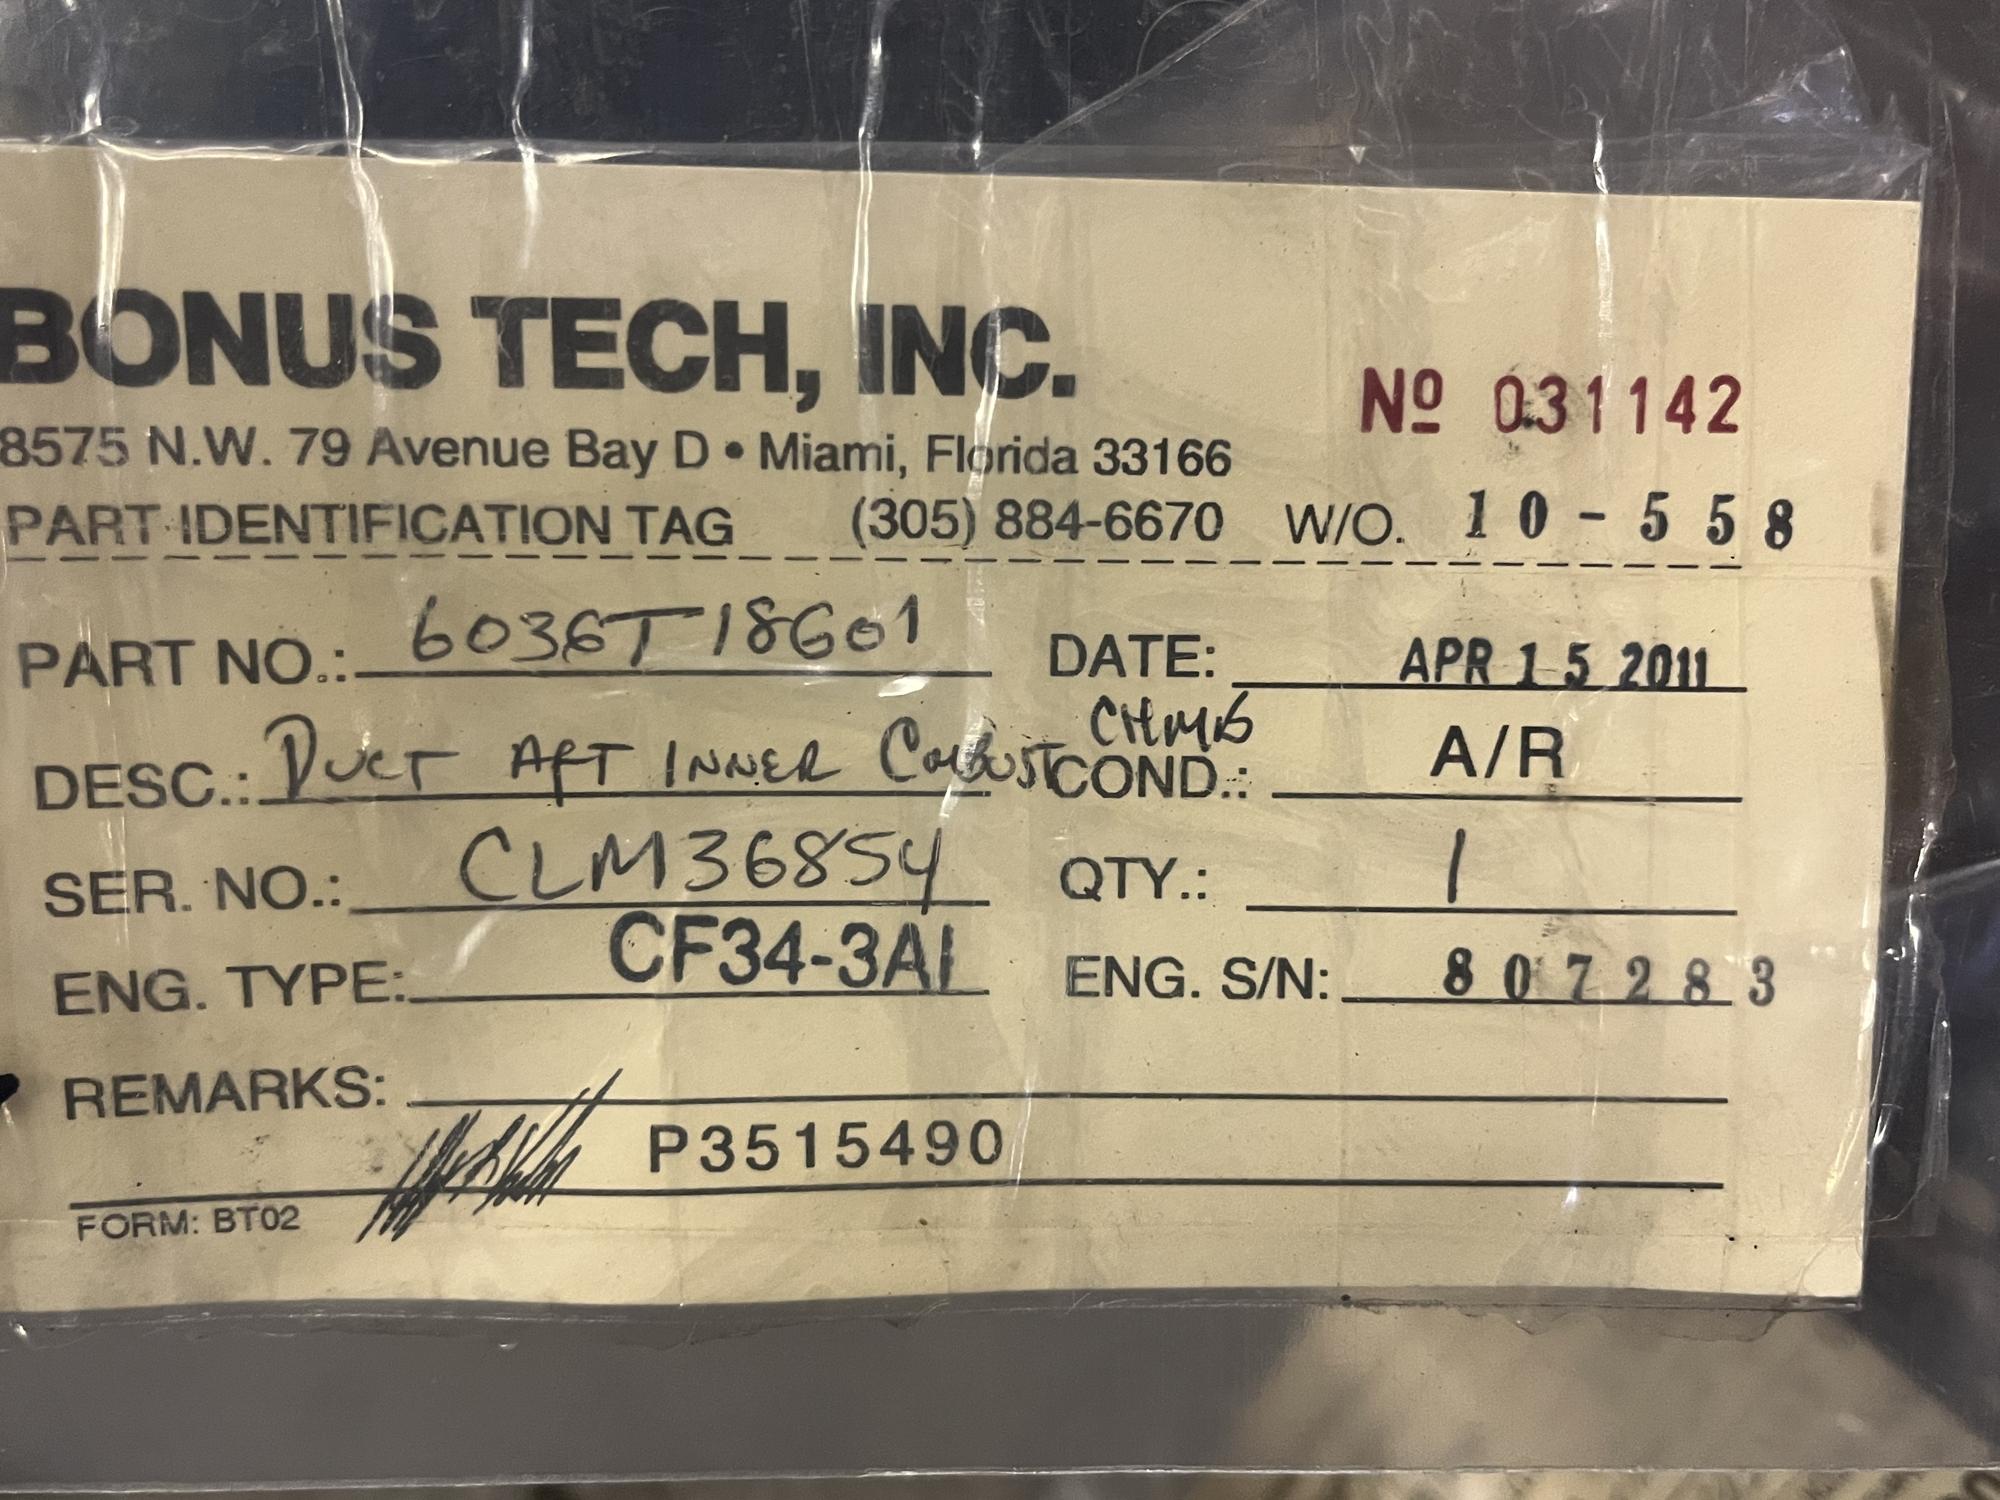 BONUS TECH, INC.
Nº 031142
8575 N.W. 79 Avenue Bay D • Miami, Florida 33166
PART IDENTIFICATION TAG (305) 884-6670 W/O. 10-558
PART NO.: 6036T18G01 DATE: APR 15 2011
DESC.: DUCT AFT INNER COMBUST CHMB COND.: A/R
SER. NO.: CLM36854 QTY.: 1
ENG. TYPE: CF34-3A1 ENG. S/N: 807283
REMARKS:
P3515490
FORM: BT02